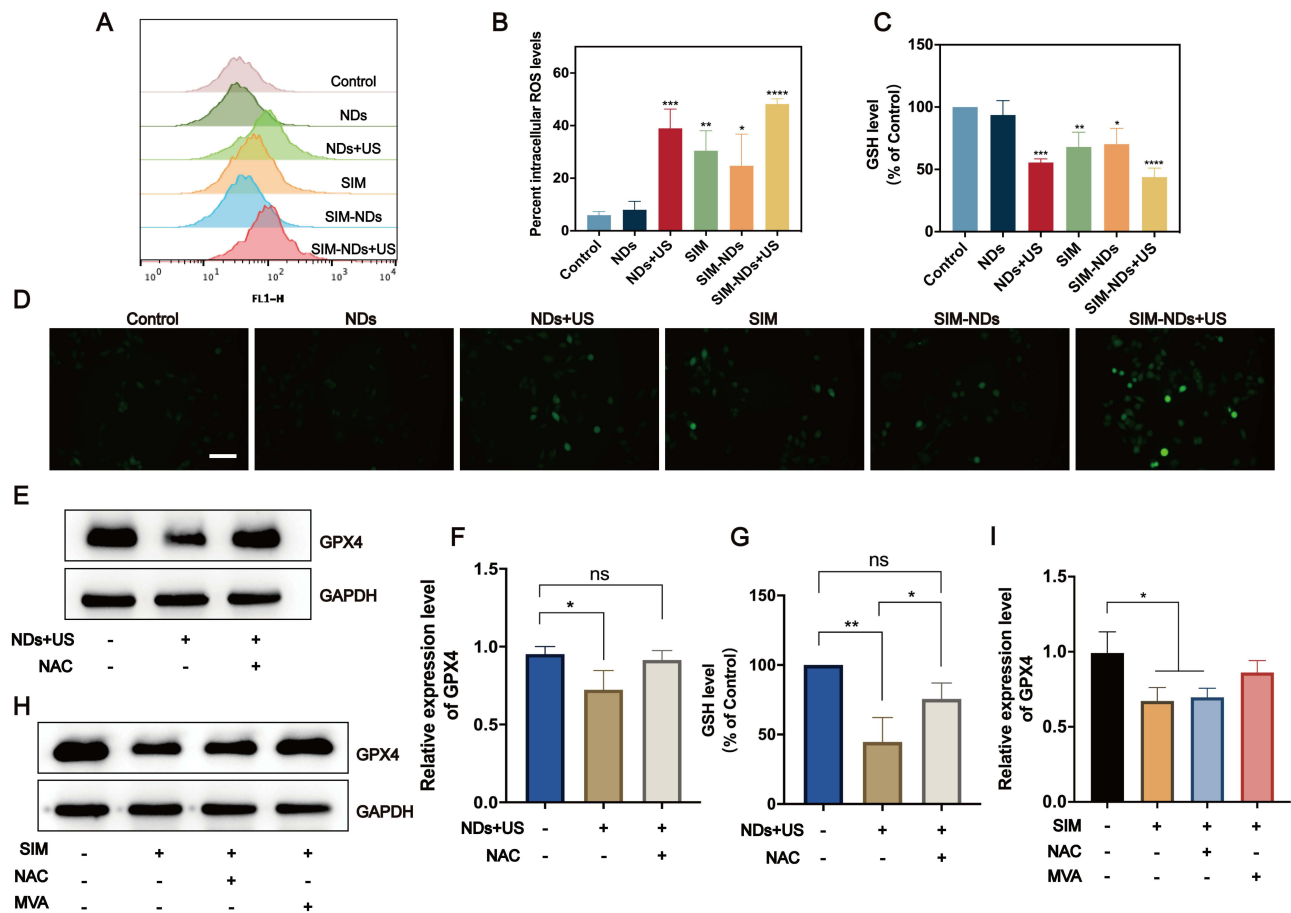 A
Control
NDs
NDs+US
SIM
SIM-NDs
SIM-NDs+US
10^0 10^1 10^2 10^3 10^4
FL1-H
B
Percent intracellular ROS levels
60
40
20
0
*** ** * ****
Control NDs NDs+US SIM SIM-NDs SIM-NDs+US
C
GSH level
(% of Control)
150
100
50
0
*** ** * ****
Control NDs NDs+US SIM SIM-NDs SIM-NDs+US
D
Control NDs NDs+US SIM SIM-NDs SIM-NDs+US
E
GPX4
GAPDH
NDs+US - + +
NAC - - +
F
Relative expression level
of GPX4
1.5
1.0
0.5
0.0
ns
*
NDs+US - + +
NAC - - +
G
GSH level
(% of Control)
150
100
50
0
ns
*
**
NDs+US - + +
NAC - - +
H
GPX4
GAPDH
SIM - + + +
NAC - - + -
MVA - - - +
I
Relative expression level
of GPX4
1.5
1.0
0.5
0.0
*
SIM - + + +
NAC - - + -
MVA - - - +